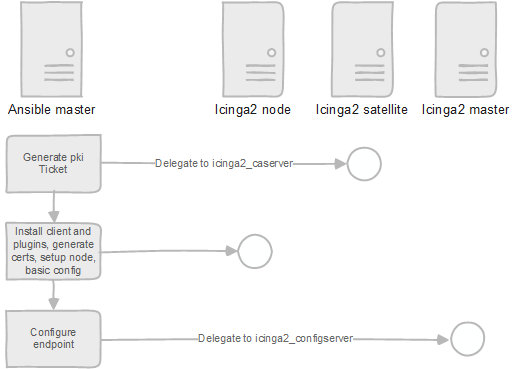 Ansible master
Icinga2 node
Icinga2 satellite
Icinga2 master
Generate pki
Ticket
Delegate to icinga2_caserver
Install client and
plugins, generate
certs, setup node,
basic config
Configure
endpoint
Delegate to icinga2_configserver